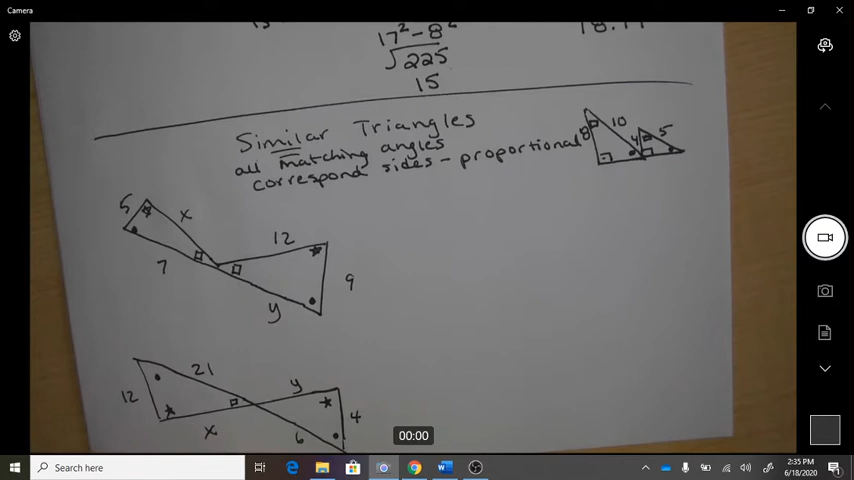 Camera
17² - 8²
√225
15
18.11
Similar Triangles
all matching angles
correspond sides - proportional
8 10 4 5
5 x 12
7 y 9
21 y
12 x 6 4
00:00
Search here
2:35 PM
6/18/2020